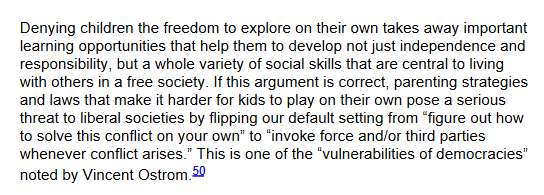 Denying children the freedom to explore on their own takes away important
learning opportunities that help them to develop not just independence and
responsibility, but a whole variety of social skills that are central to living
with others in a free society. If this argument is correct, parenting strategies
and laws that make it harder for kids to play on their own pose a serious
threat to liberal societies by flipping our default setting from “figure out how
to solve this conflict on your own” to “invoke force and/or third parties
whenever conflict arises.” This is one of the “vulnerabilities of democracies”
noted by Vincent Ostrom.50